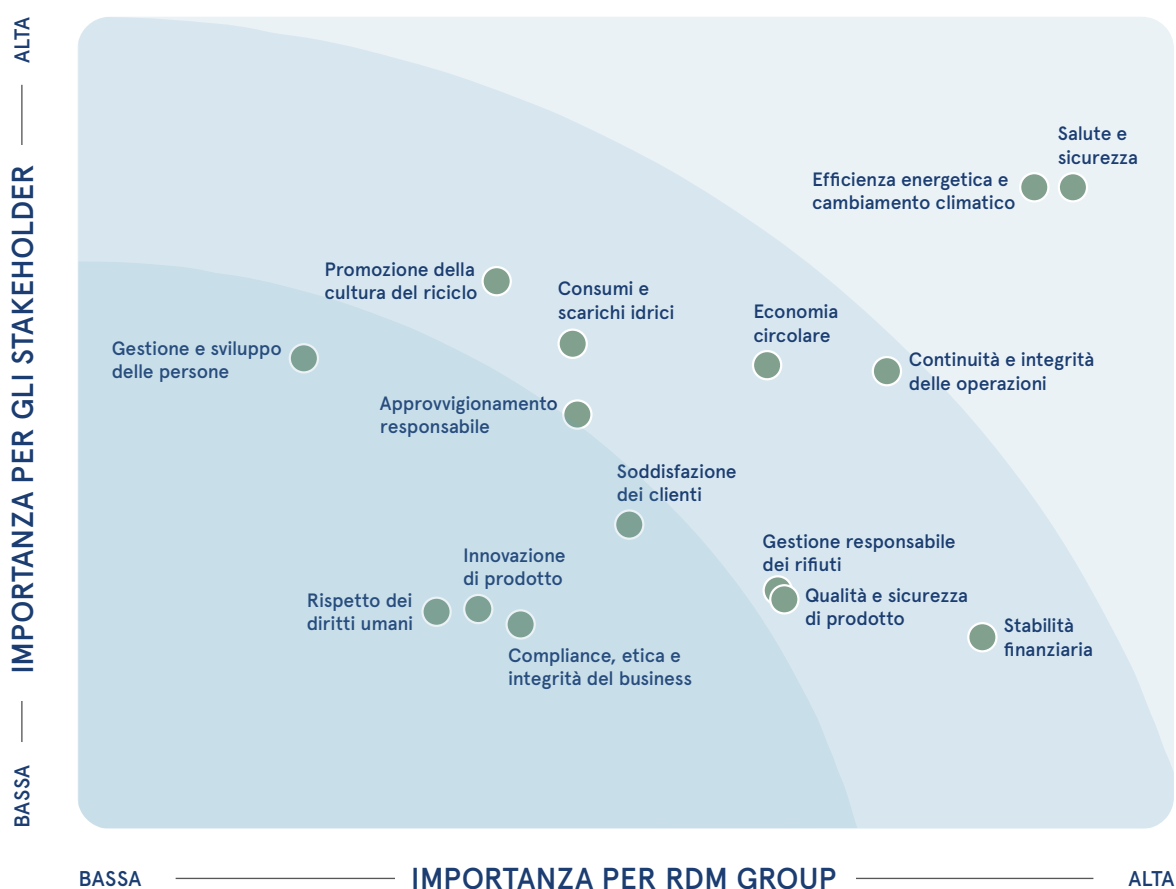 ALTA
IMPORTANZA PER GLI STAKEHOLDER
BASSA
Salute e
sicurezza
Efficienza energetica e
cambiamento climatico
Promozione della
cultura del riciclo
Consumi e
scarichi idrici
Economia
circolare
Gestione e sviluppo
delle persone
Continuità e integrità
delle operazioni
Approvvigionamento
responsabile
Soddisfazione
dei clienti
Gestione responsabile
dei rifiuti
Innovazione
di prodotto
Rispetto dei
diritti umani
Qualità e sicurezza
di prodotto
Stabilità
finanziaria
Compliance, etica e
integrità del business
BASSA
IMPORTANZA PER RDM GROUP
ALTA